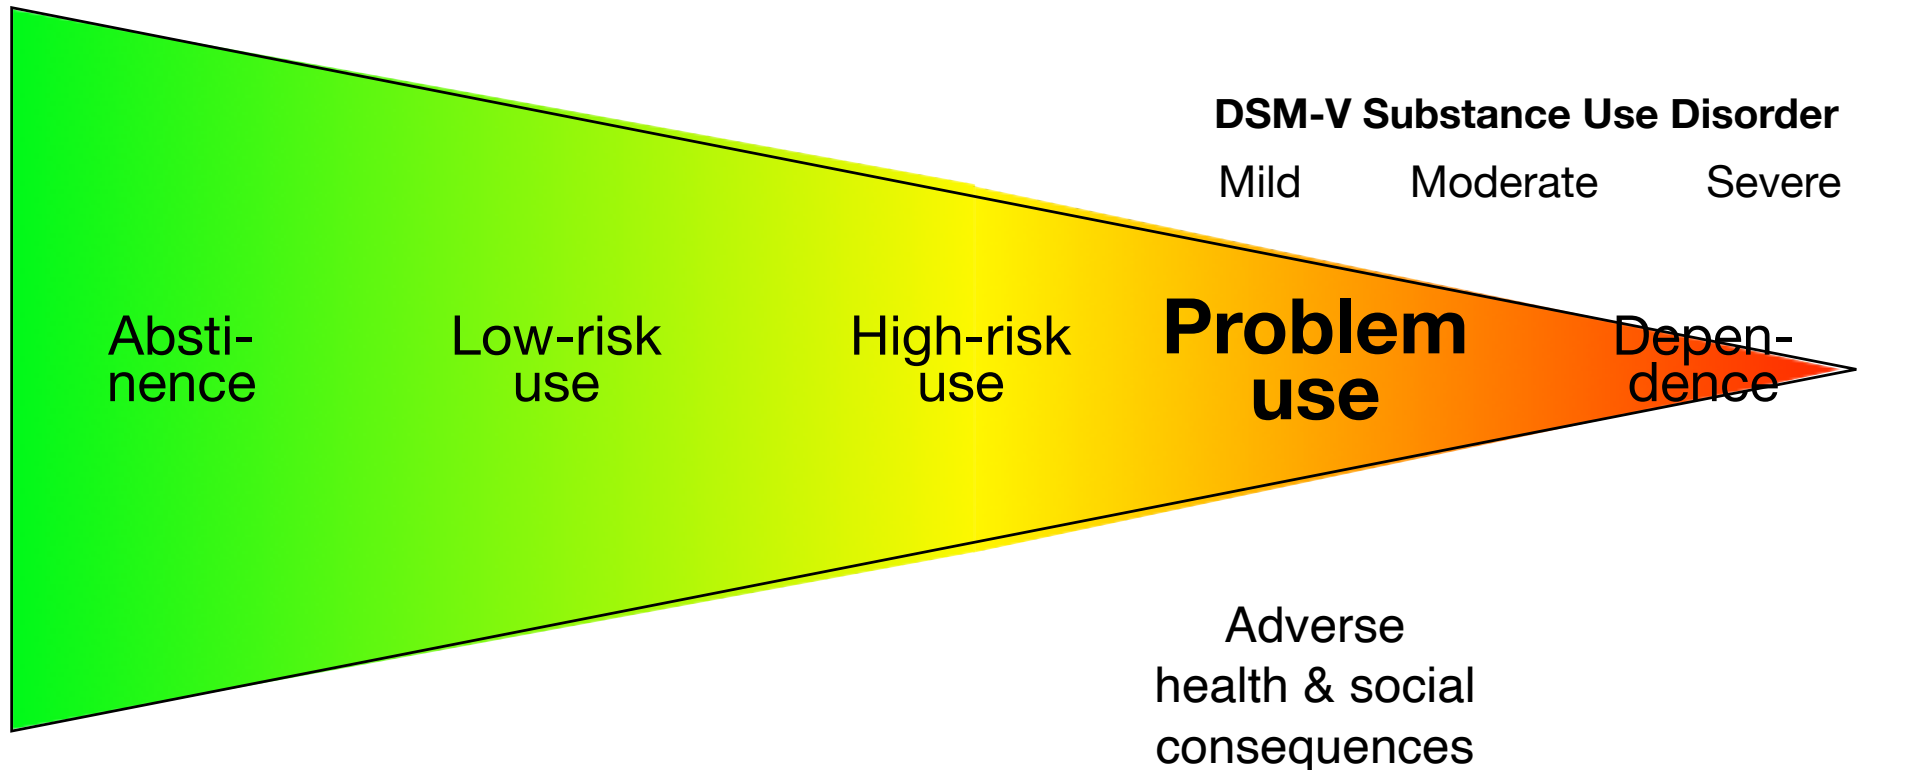 DSM-V Substance Use Disorder
Mild Moderate Severe
Absti-
nence
Low-risk
use
High-risk
use
Problem
use
Depen-
dence
Adverse
health & social
consequences